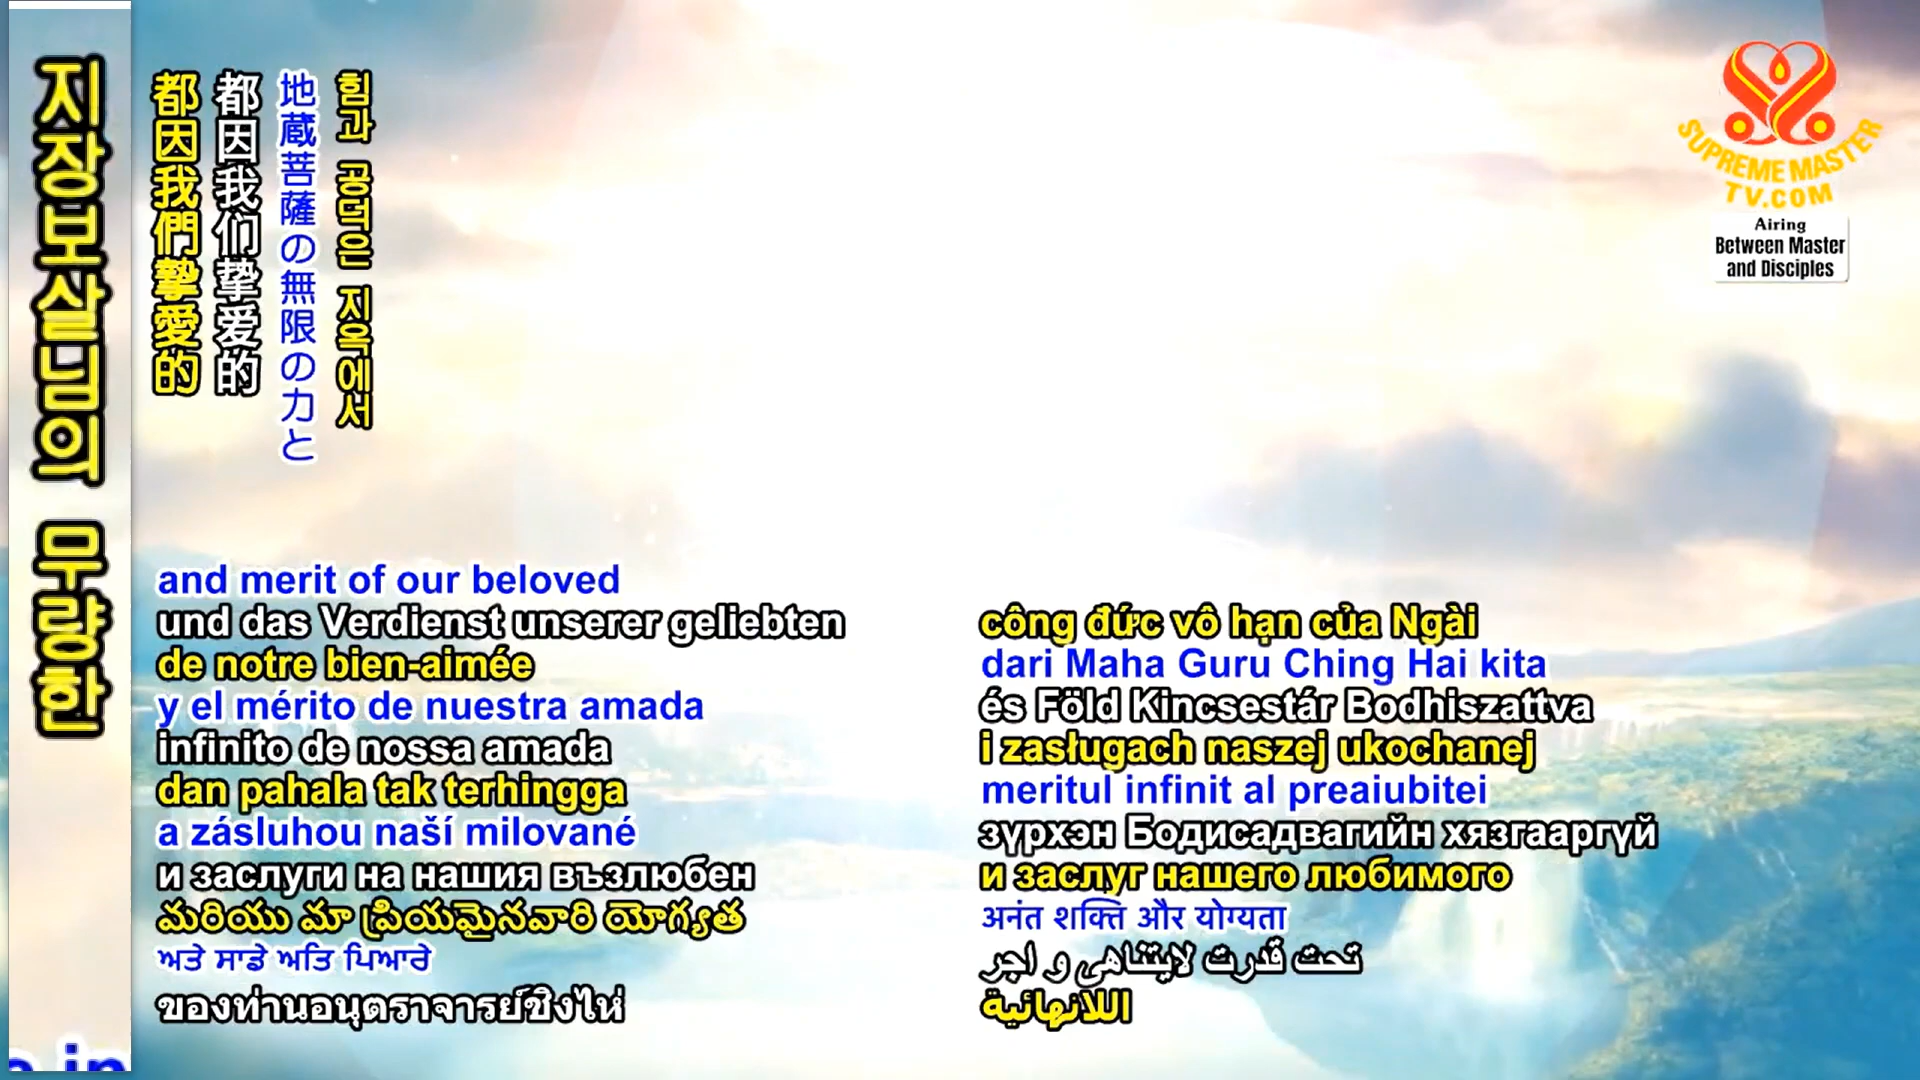 지장보살님의 무량한
都因我們摯愛的
都因我们挚爱的
地蔵菩薩の無限の力と
힘과 공덕은 지옥에서
SUPREME MASTER
TV.COM
Airing
Between Master
and Disciples
and merit of our beloved
und das Verdienst unserer geliebten
de notre bien-aimée
y el mérito de nuestra amada
infinito de nossa amada
dan pahala tak terhingga
a zásluhou naší milované
и заслуги на нашия възлюбен
మరియు మా ప్రియమైనవారి యోగ్యత
ਅਤੇ ਸਾਡੇ ਅਤਿ ਪਿਆਰੇ
ของท่านอนุตราจารย์ชิงไห่
công đức vô hạn của Ngài
dari Maha Guru Ching Hai kita
és Föld Kincsestár Bodhiszattva
i zasługach naszej ukochanej
meritul infinit al preaiubitei
зүрхэн Бодисадвагийн хязгааргүй
и заслуг нашего любимого
अनंत शक्ति और योग्यता
تحت قدرت لایتناهی و اجر
اللانهائية